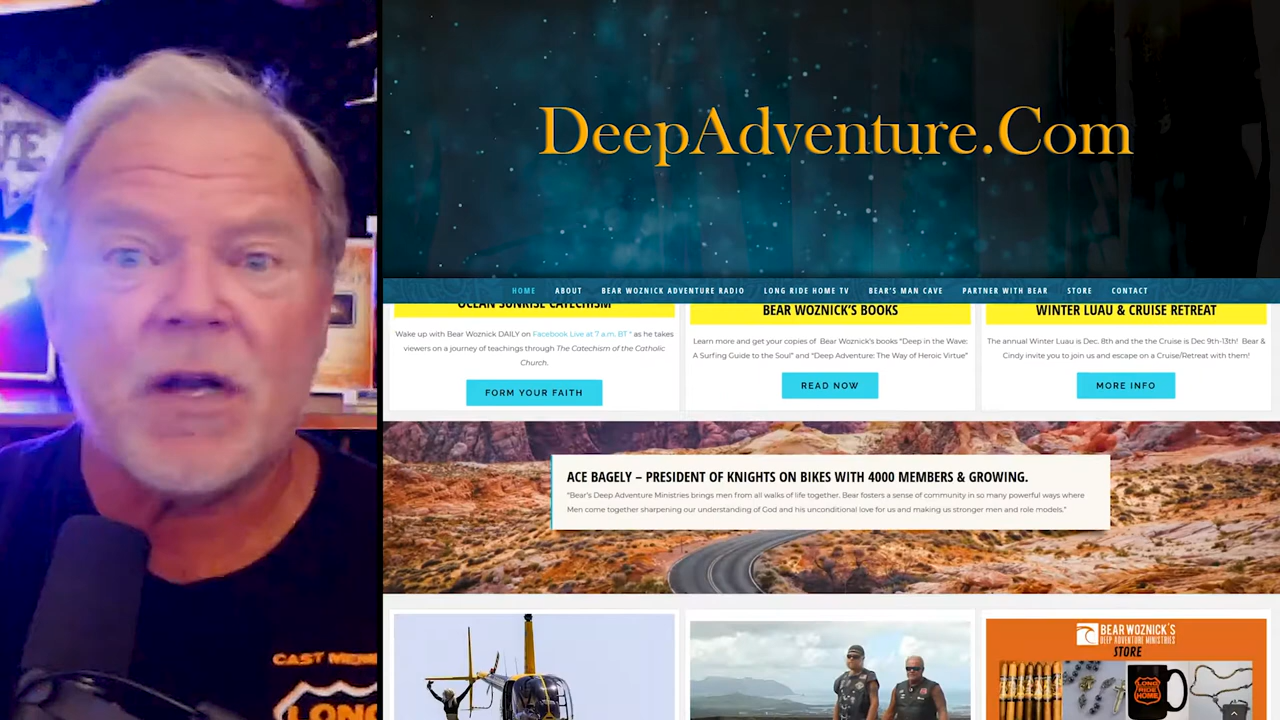 DeepAdventure.Com
HOME ABOUT BEAR WOZNICK ADVENTURE RADIO LONG RIDE HOME TV BEAR'S MAN CAVE PARTNER WITH BEAR STORE CONTACT
OCEAN SUNRISE CATECHISM
Wake up with Bear Woznick DAILY on Facebook Live at 7 a.m. BT * as he takes
viewers on a journey of teachings through The Catechism of the Catholic
Church.
FORM YOUR FAITH
BEAR WOZNICK'S BOOKS
Learn more and get your copies of Bear Woznick's books "Deep in the Wave:
A Surfing Guide to the Soul" and "Deep Adventure: The Way of Heroic Virtue"
READ NOW
WINTER LUAU & CRUISE RETREAT
The annual Winter Luau is Dec. 8th and the the Cruise is Dec 9th-13th! Bear &
Cindy invite you to join us and escape on a Cruise/Retreat with them!
MORE INFO
ACE BAGELY – PRESIDENT OF KNIGHTS ON BIKES WITH 4000 MEMBERS & GROWING.
"Bear's Deep Adventure Ministries brings men from all walks of life together. Bear fosters a sense of community in so many powerful ways where
Men come together sharpening our understanding of God and his unconditional love for us and making us stronger men and role models."
BEAR WOZNICK'S
DEEP ADVENTURE MINISTRIES
STORE
LONG
RIDE
HOME
CAST MEM
LONG